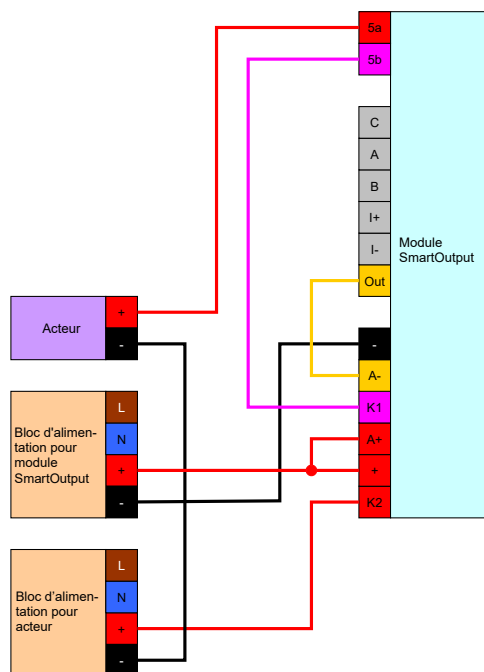 5a
5b
C
A
B
I+
I-
Out
Module
SmartOutput
-
A-
K1
A+
+
K2
Acteur
+
-
Bloc d'alimen-
tation pour
module
SmartOutput
L
N
+
-
Bloc d'alimen-
tation pour
acteur
L
N
+
-